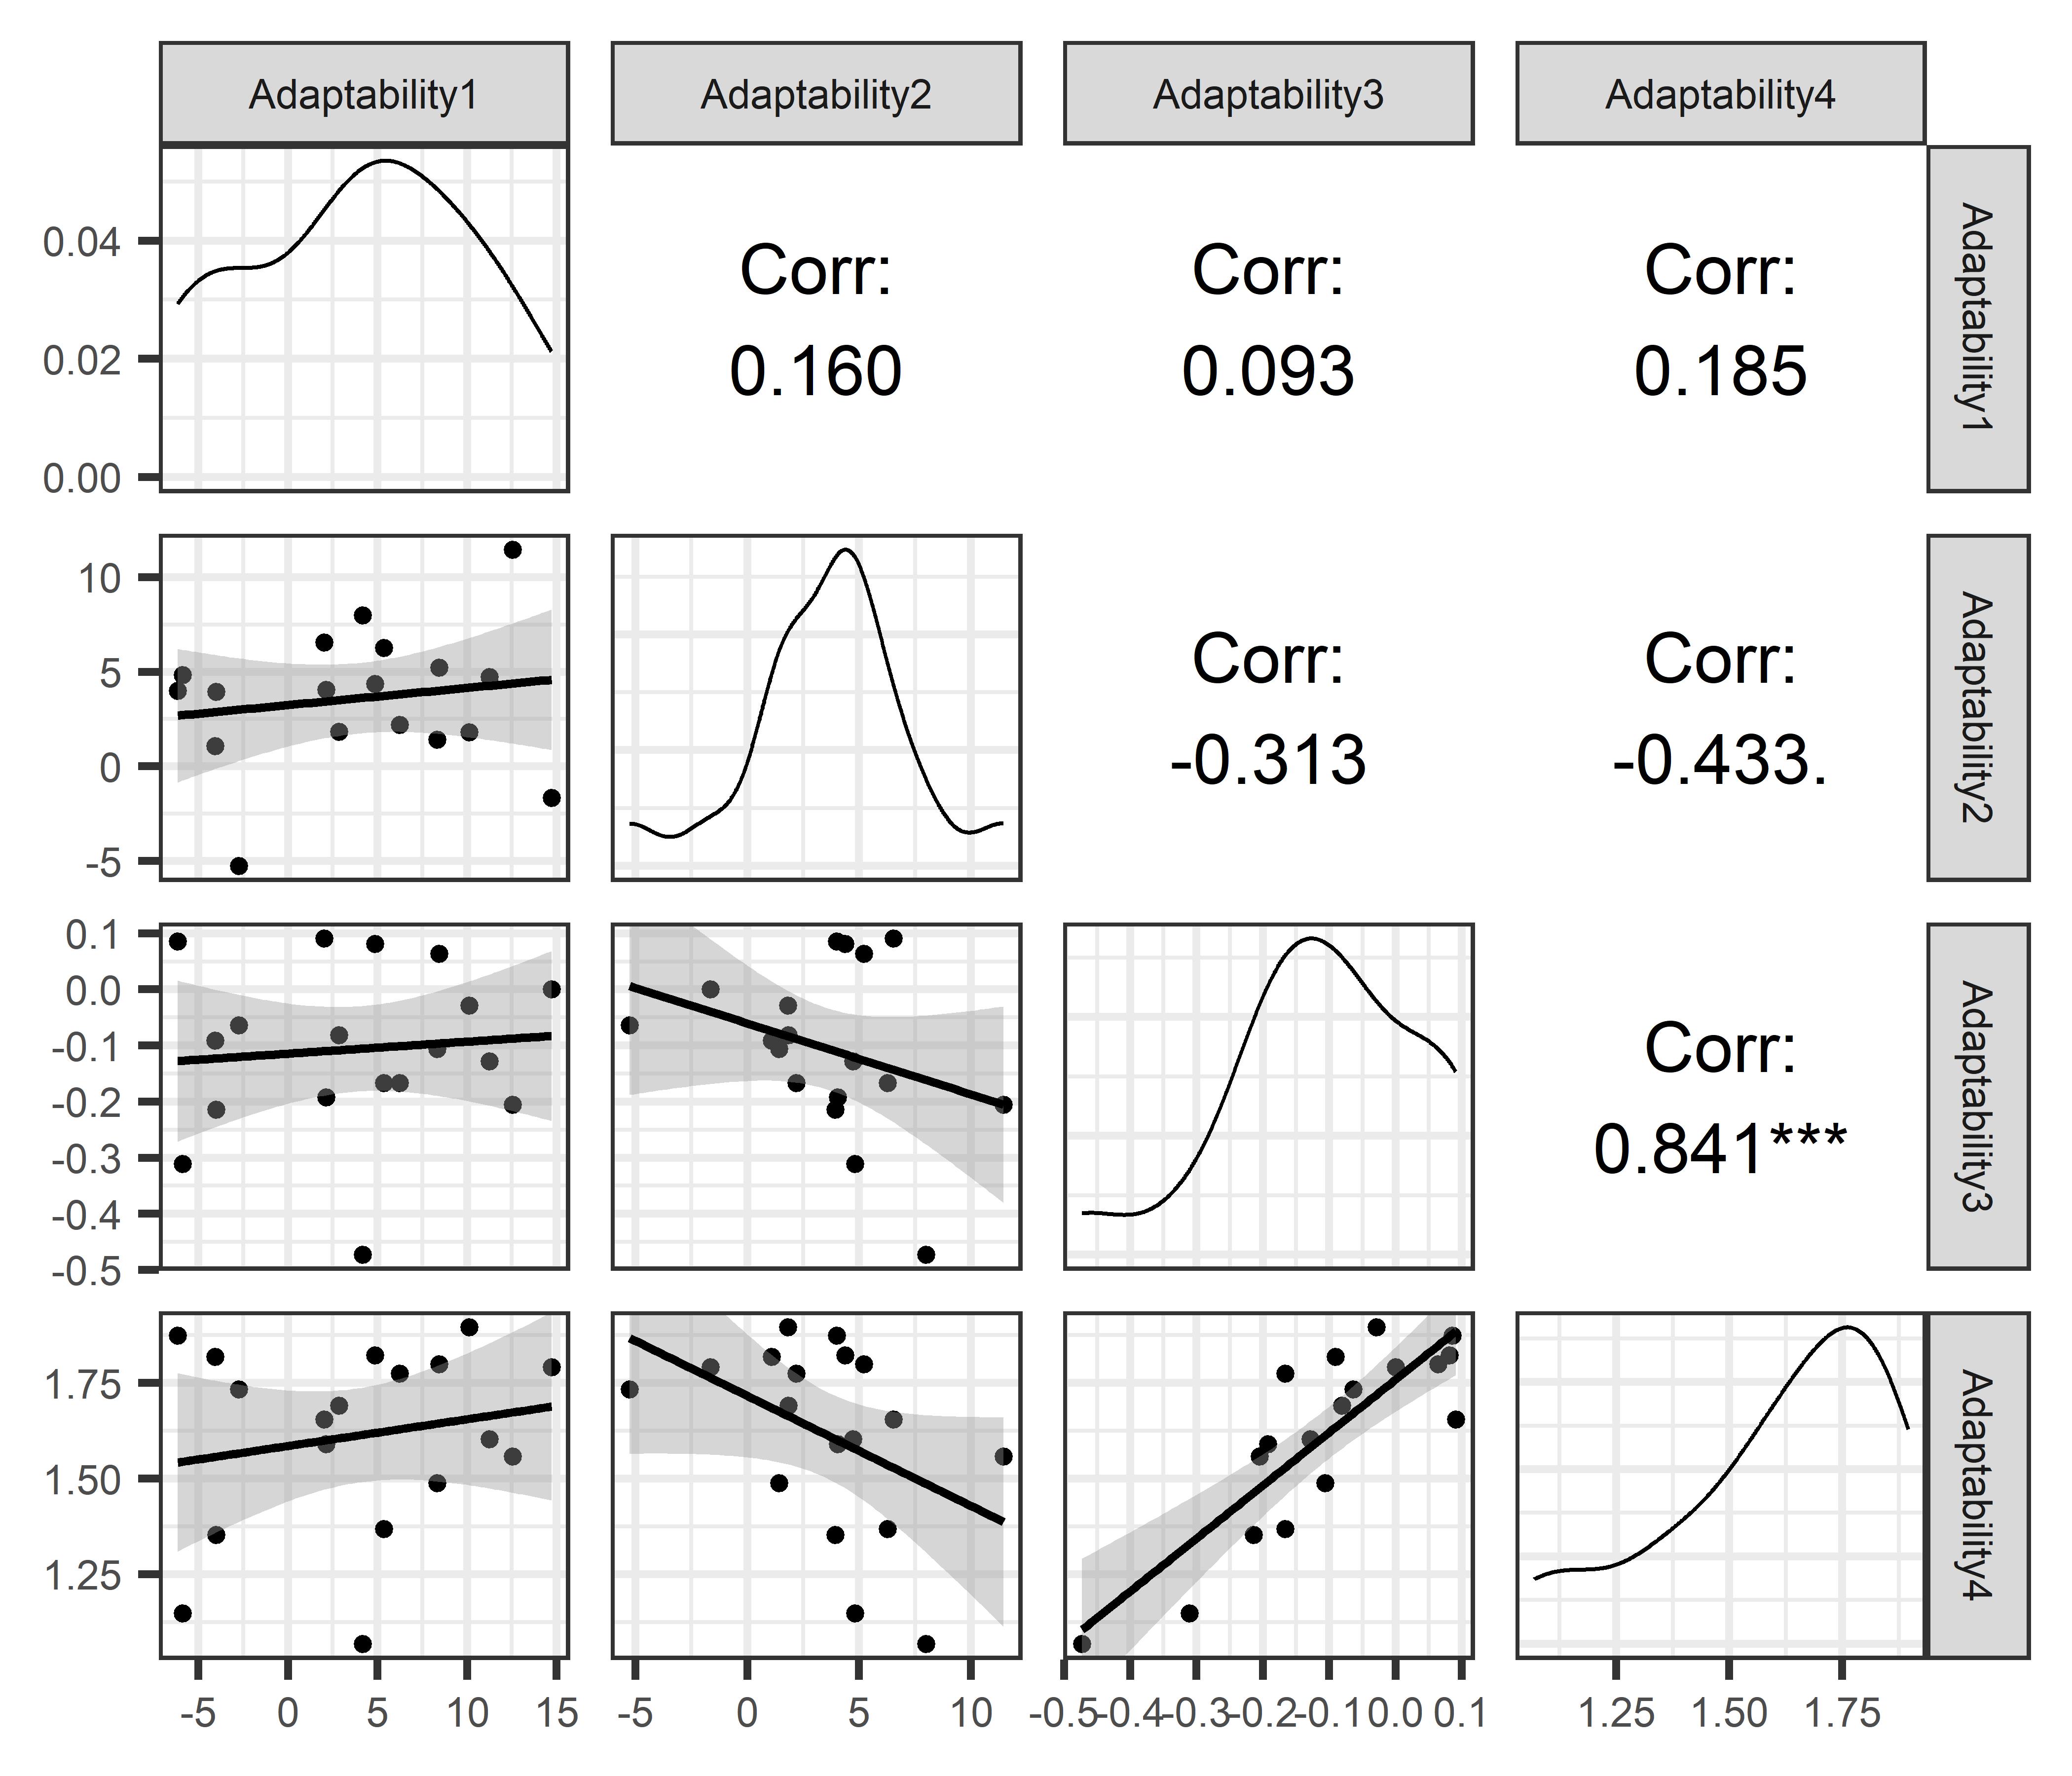 Adaptability1 Adaptability2 Adaptability3 Adaptability4
0.04
0.02
0.00
Corr:
0.160
Corr:
0.093
Corr:
0.185
Adaptability1
10
5
0
-5
Corr:
-0.313
Corr:
-0.433.
Adaptability2
0.1
0.0
-0.1
-0.2
-0.3
-0.4
-0.5
Corr:
0.841***
Adaptability3
1.75
1.50
1.25
Adaptability4
-5 0 5 10 15
-5 0 5 10
-0.5 -0.4 -0.3 -0.2 -0.1 0.0 0.1
1.25 1.50 1.75